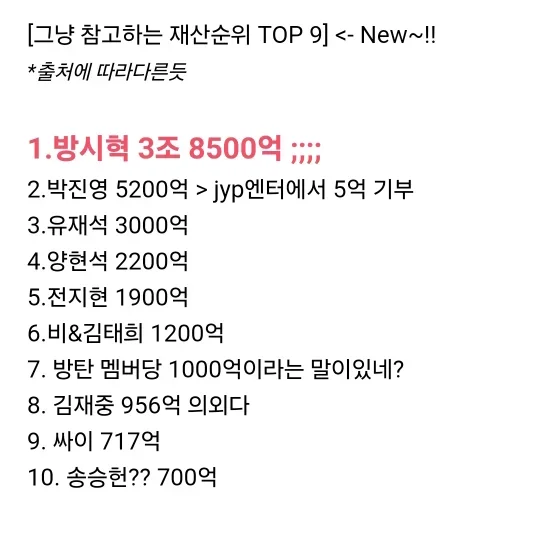 [그냥 참고하는 재산순위 TOP 9] <- New~!!
*출처에 따라다른듯
1.방시혁 3조 8500억 ;;;;
2.박진영 5200억 > jyp엔터에서 5억 기부
3.유재석 3000억
4.양현석 2200억
5.전지현 1900억
6.비&김태희 1200억
7. 방탄 멤버당 1000억이라는 말이있네?
8. 김재중 956억 의외다
9. 싸이 717억
10. 송승헌?? 700억